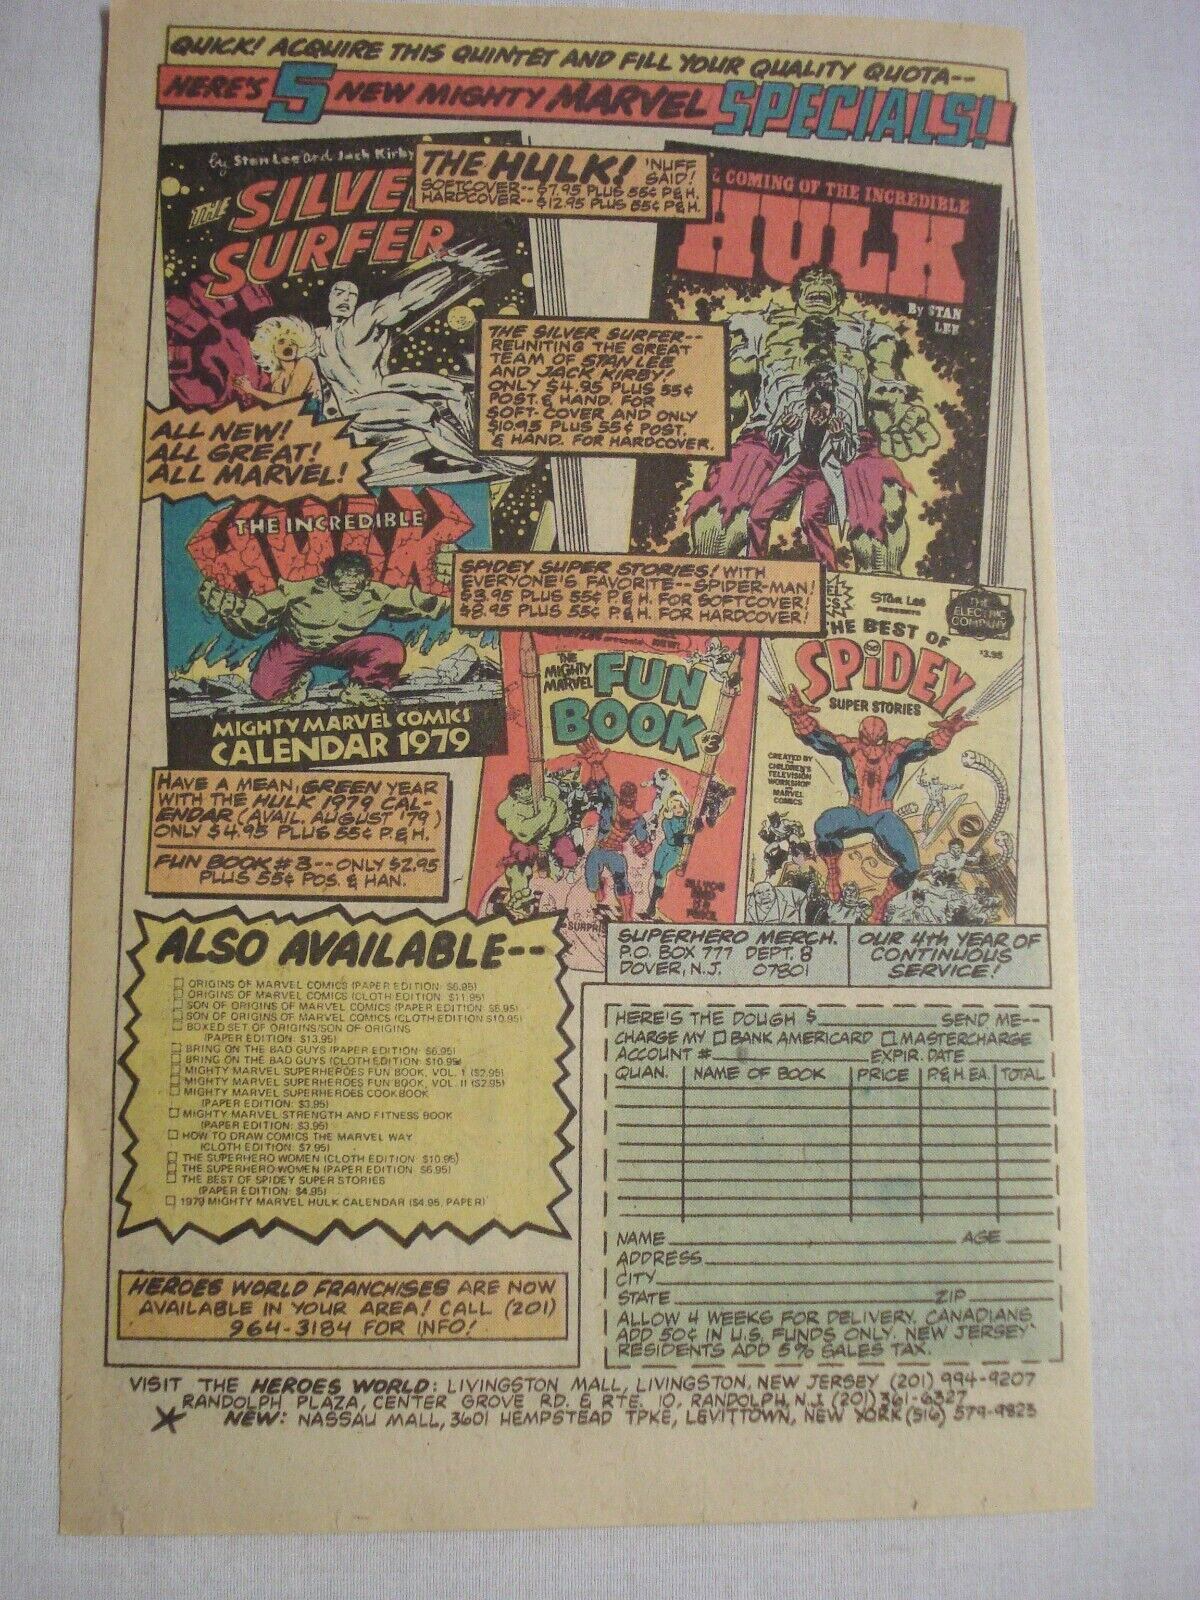 QUICK! ACQUIRE THIS QUINTET AND FILL YOUR QUALITY QUOTA--
HERE'S 5 NEW MIGHTY MARVEL SPECIALS!
by Stan Lee and Jack Kirby
THE SILVER
SURFER
THE HULK! 'NUFF SAID!
SOFTCOVER--$7.95 PLUS 55¢ P&H.
HARDCOVER--$12.95 PLUS 55¢ P&H.
COMING OF THE INCREDIBLE
HULK
By STAN
LEE
THE SILVER SURFER--
REUNITING THE GREAT
TEAM OF STAN LEE
AND JACK KIRBY!
ONLY $4.95 PLUS 55¢
POST. & HAND. FOR
SOFT-COVER AND ONLY
$10.95 PLUS 55¢ POST.
& HAND. FOR HARDCOVER.
ALL NEW!
ALL GREAT!
ALL MARVEL!
THE INCREDIBLE
HULK
MIGHTY MARVEL COMICS
CALENDAR 1979
SPIDEY SUPER STORIES! WITH
EVERYONE'S FAVORITE--SPIDER-MAN!
$3.95 PLUS 55¢ P&H. FOR SOFTCOVER!
$8.95 PLUS 55¢ P&H. FOR HARDCOVER!
THE
MIGHTY
MARVEL
FUN
BOOK
#3
Stan Lee
PRESENTS
THE
ELECTRIC
COMPANY
$3.95
THE BEST OF
SPIDEY
SUPER STORIES
CREATED BY
CHILDREN'S
TELEVISION
WORKSHOP
AND
MARVEL
COMICS
HAVE A MEAN, GREEN YEAR
WITH THE HULK 1979 CAL-
ENDAR (AVAIL. AUGUST '79)
ONLY $4.95 PLUS 55¢ P&H.
FUN BOOK #3--ONLY $2.95
PLUS 55¢ POS. & HAN.
SUPERHERO MERCH.
P.O. BOX 777 DEPT. 8
DOVER, N.J. 07801
OUR 4th YEAR OF
CONTINUOUS
SERVICE!
ALSO AVAILABLE--
ORIGINS OF MARVEL COMICS (PAPER EDITION: $6.95)
ORIGINS OF MARVEL COMICS (CLOTH EDITION: $11.95)
SON OF ORIGINS OF MARVEL COMICS (PAPER EDITION: $6.95)
SON OF ORIGINS OF MARVEL COMICS (CLOTH EDITION: $10.95)
BOXED SET OF ORIGINS/SON OF ORIGINS
(PAPER EDITION: $13.95)
BRING ON THE BAD GUYS (PAPER EDITION: $6.95)
BRING ON THE BAD GUYS (CLOTH EDITION: $10.95)
MIGHTY MARVEL SUPERHEROES FUN BOOK, VOL. I ($2.95)
MIGHTY MARVEL SUPERHEROES FUN BOOK, VOL. II ($2.95)
MIGHTY MARVEL SUPERHEROES COOKBOOK
(PAPER EDITION: $3.95)
MIGHTY MARVEL STRENGTH AND FITNESS BOOK
(PAPER EDITION: $3.95)
HOW TO DRAW COMICS THE MARVEL WAY
(CLOTH EDITION: $7.95)
THE SUPERHERO WOMEN (CLOTH EDITION: $10.95)
THE SUPERHERO WOMEN (PAPER EDITION: $6.95)
THE BEST OF SPIDEY SUPER STORIES
(PAPER EDITION: $4.95)
1979 MIGHTY MARVEL HULK CALENDAR ($4.95, PAPER)
HERE'S THE DOUGH $ SEND ME--
CHARGE MY BANK AMERICARD MASTERCHARGE
ACCOUNT # EXPIR. DATE
QUAN. NAME OF BOOK PRICE P.& H EA. TOTAL
NAME AGE
ADDRESS
CITY
STATE ZIP
ALLOW 4 WEEKS FOR DELIVERY. CANADIANS
ADD 50¢ IN U.S. FUNDS ONLY. NEW JERSEY
RESIDENTS ADD 5% SALES TAX.
HEROES WORLD FRANCHISES ARE NOW
AVAILABLE IN YOUR AREA! CALL (201)
964-3184 FOR INFO!
VISIT THE HEROES WORLD: LIVINGSTON MALL, LIVINGSTON, NEW JERSEY (201) 994-9207
RANDOLPH PLAZA, CENTER GROVE RD. & RTE. 10, RANDOLPH, N.J. (201) 361-6327
NEW: NASSAU MALL, 3601 HEMPSTEAD TPKE, LEVITTOWN, NEW YORK (516) 579-9823